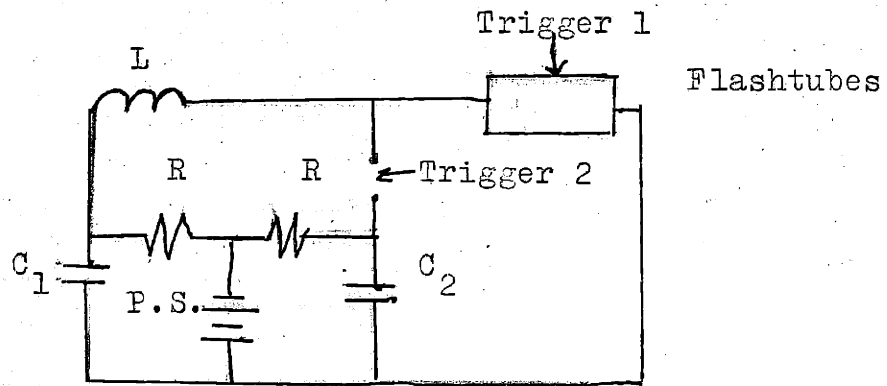 Trigger 1
L
Flashtubes
R R
Trigger 2
C1
C2
P.S.